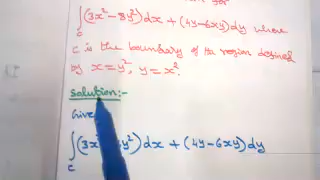 ∫(3x²-8y²)dx + (4y-6xy)dy where
C
C is the boundary of the region defined
by x=y², y=x².
Solution:-
Give
∫(3x y²)dx + (4y-6xy)dy
C